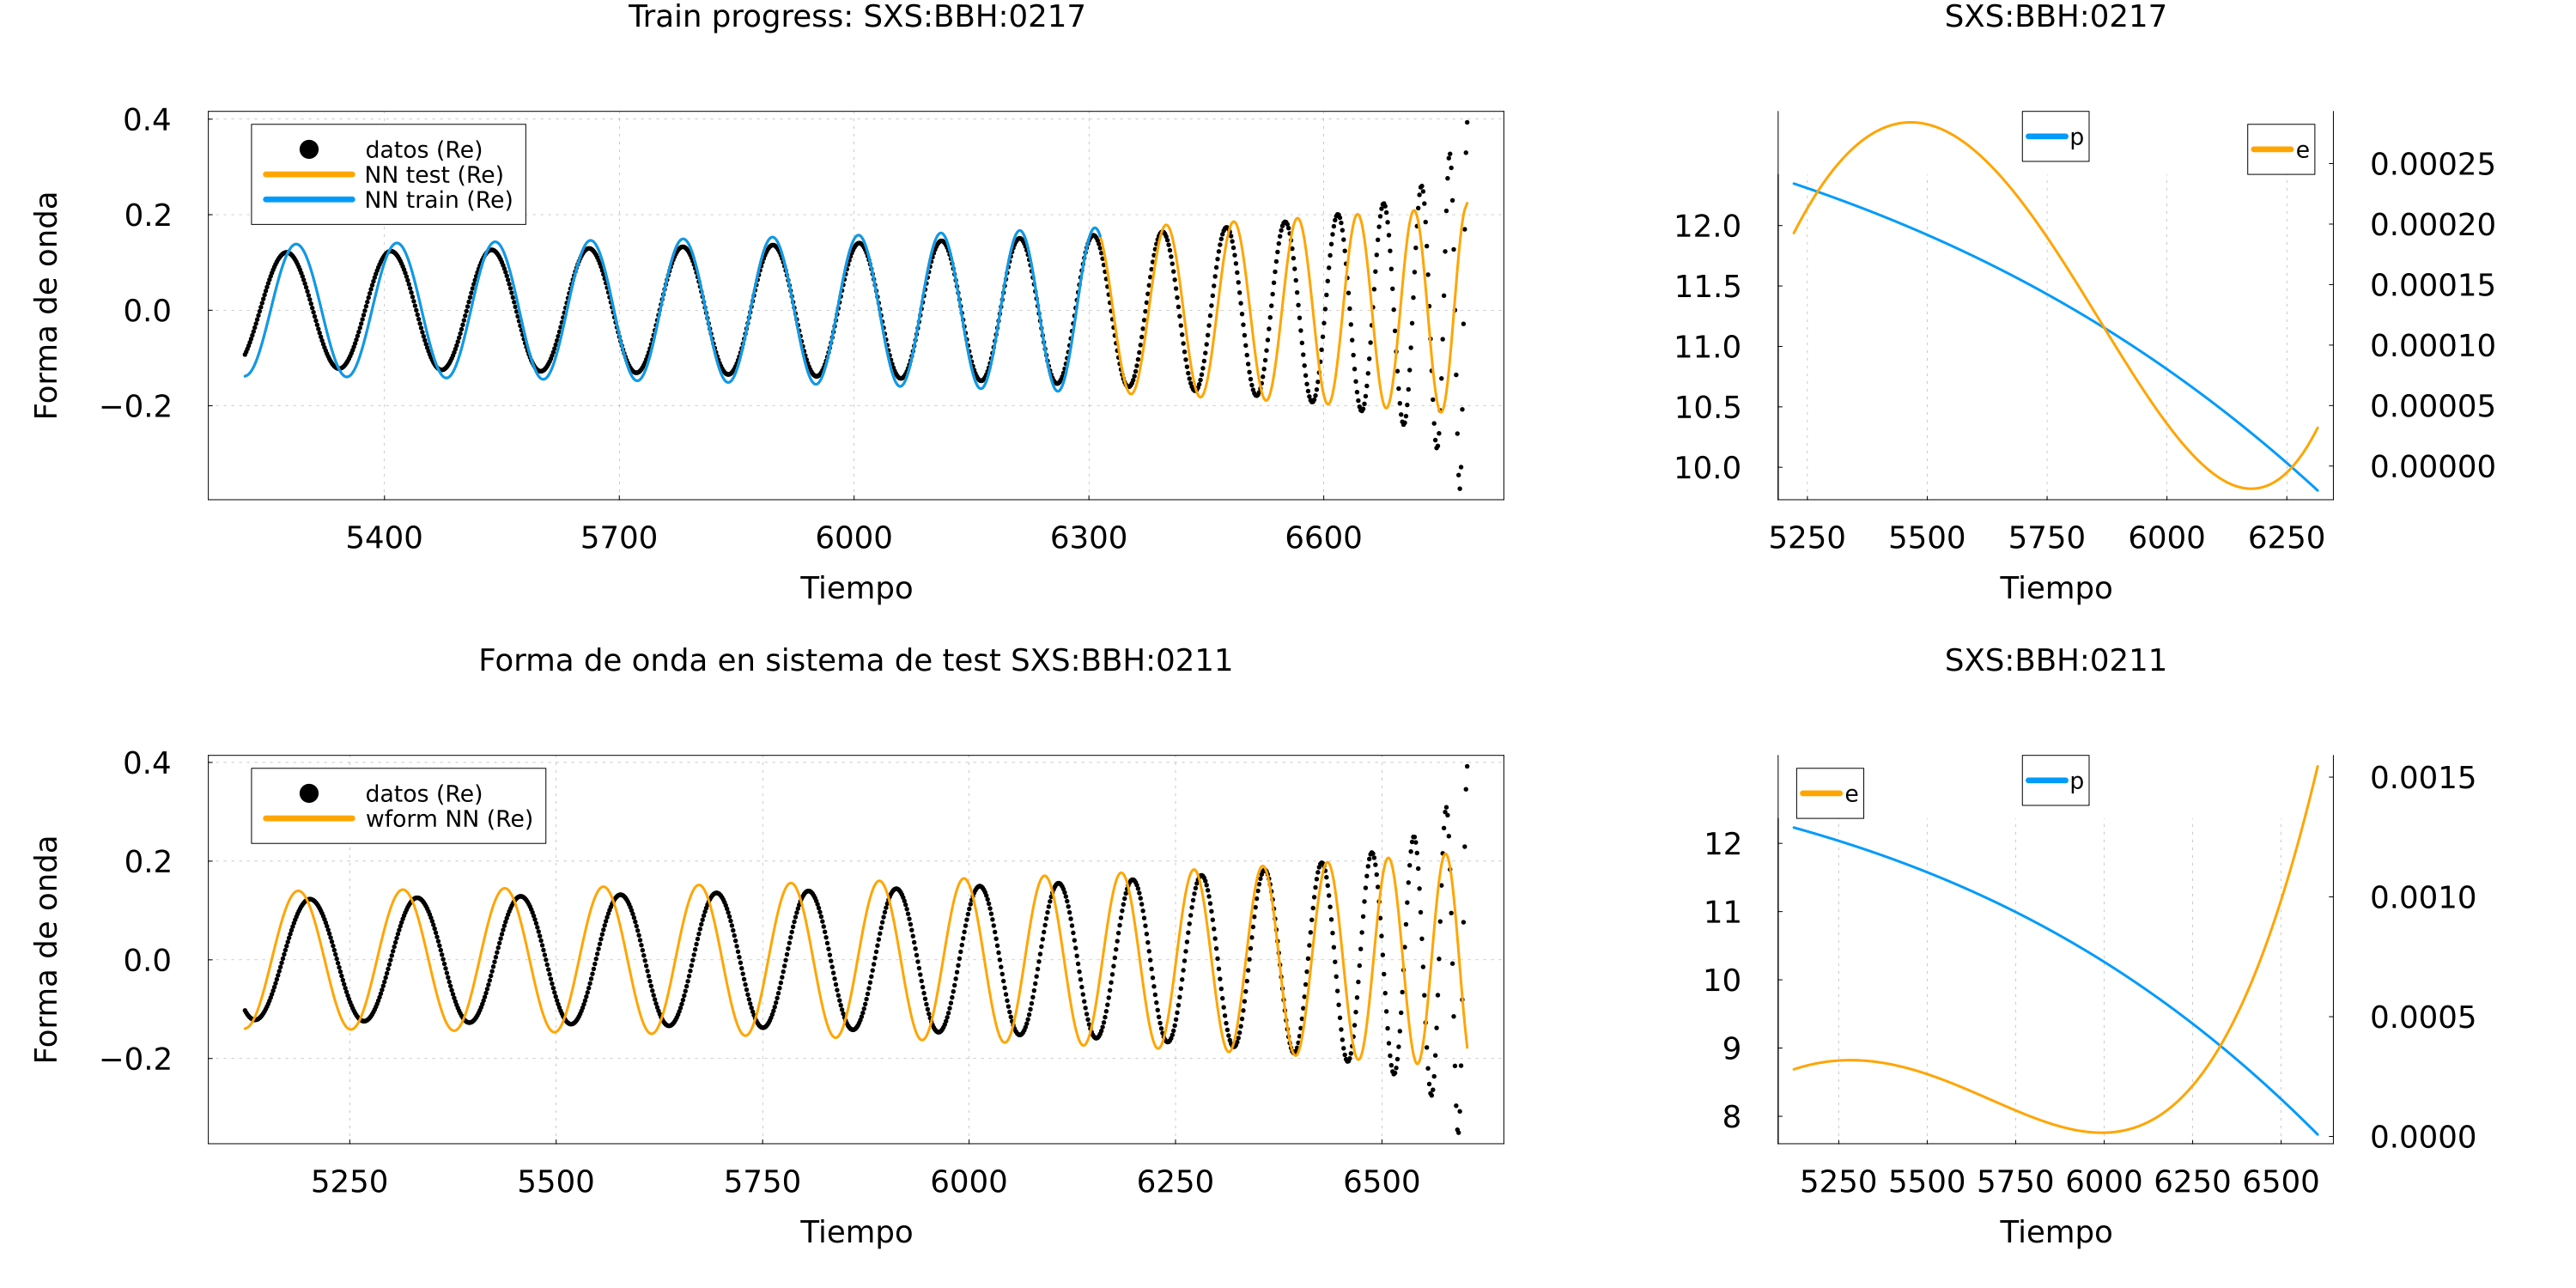 Train progress: SXS:BBH:0217
Forma de onda
0.4
0.2
0.0
−0.2
datos (Re)
NN test (Re)
NN train (Re)
5400 5700 6000 6300 6600
Tiempo
SXS:BBH:0217
p
e
12.0
11.5
11.0
10.5
10.0
0.00025
0.00020
0.00015
0.00010
0.00005
0.00000
5250 5500 5750 6000 6250
Tiempo
Forma de onda en sistema de test SXS:BBH:0211
Forma de onda
0.4
0.2
0.0
−0.2
datos (Re)
wform NN (Re)
5250 5500 5750 6000 6250 6500
Tiempo
SXS:BBH:0211
e
p
12
11
10
9
8
0.0015
0.0010
0.0005
0.0000
5250 5500 5750 6000 6250 6500
Tiempo